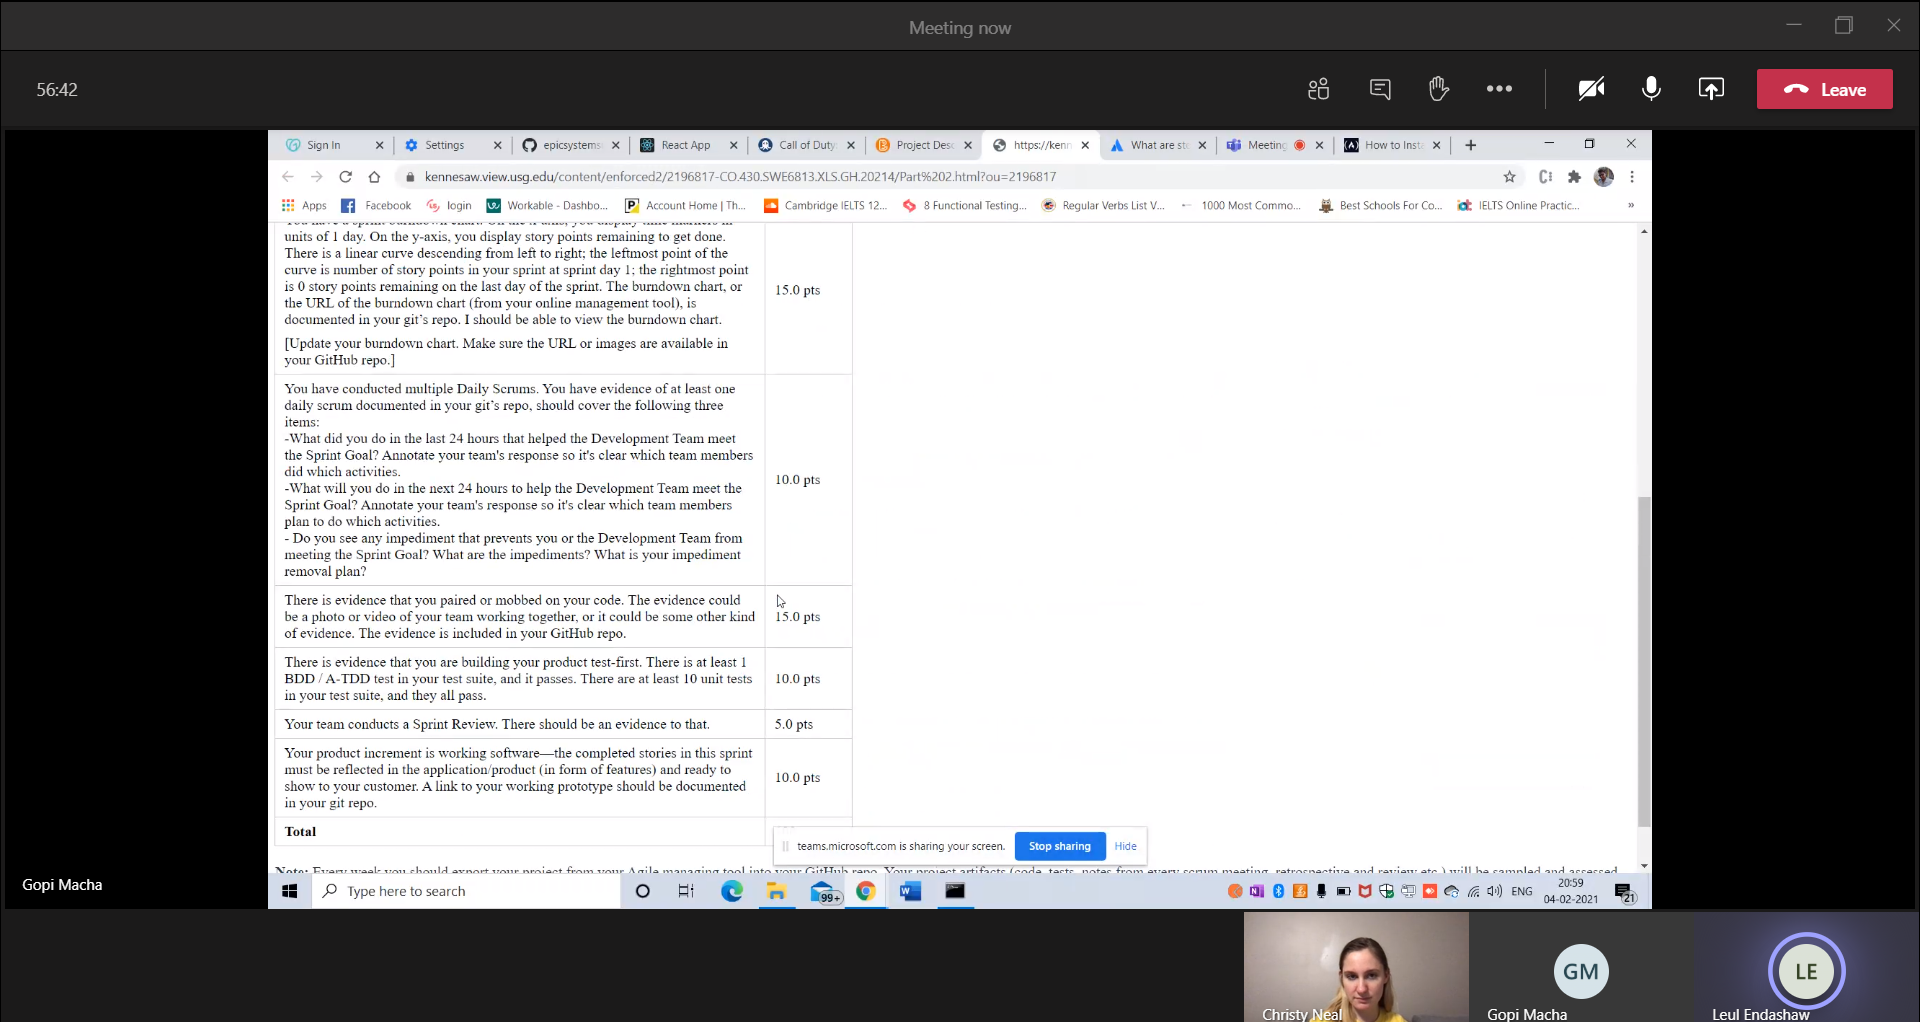 Meeting now
56:42
Leave
Sign In
Settings
epicsystems
React App
Call of Duty
Project Desc
https://kenn
What are st
Meeting
How to Insta
kennesaw.view.usg.edu/content/enforced2/2196817-CO.430.SWE6813.XLS.GH.20214/Part%202.html?ou=2196817
Apps
Facebook
login
Workable - Dashbo...
Account Home | Th...
Cambridge IELTS 12...
8 Functional Testing...
Regular Verbs List V...
1000 Most Commo...
Best Schools For Co...
IELTS Online Practic...
»
units of 1 day. On the y-axis, you display story points remaining to get done.
There is a linear curve descending from left to right; the leftmost point of the
curve is number of story points in your sprint at sprint day 1; the rightmost point
is 0 story points remaining on the last day of the sprint. The burndown chart, or
the URL of the burndown chart (from your online management tool), is
documented in your git's repo. I should be able to view the burndown chart.
[Update your burndown chart. Make sure the URL or images are available in
your GitHub repo.]
15.0 pts
You have conducted multiple Daily Scrums. You have evidence of at least one
daily scrum documented in your git's repo, should cover the following three
items:
-What did you do in the last 24 hours that helped the Development Team meet
the Sprint Goal? Annotate your team's response so it's clear which team members
did which activities.
-What will you do in the next 24 hours to help the Development Team meet the
Sprint Goal? Annotate your team's response so it's clear which team members
plan to do which activities.
- Do you see any impediment that prevents you or the Development Team from
meeting the Sprint Goal? What are the impediments? What is your impediment
removal plan?
10.0 pts
There is evidence that you paired or mobbed on your code. The evidence could
be a photo or video of your team working together, or it could be some other kind
of evidence. The evidence is included in your GitHub repo.
15.0 pts
There is evidence that you are building your product test-first. There is at least 1
BDD / A-TDD test in your test suite, and it passes. There are at least 10 unit tests
in your test suite, and they all pass.
10.0 pts
Your team conducts a Sprint Review. There should be an evidence to that.
5.0 pts
Your product increment is working software—the completed stories in this sprint
must be reflected in the application/product (in form of features) and ready to
show to your customer. A link to your working prototype should be documented
in your git repo.
10.0 pts
Total
teams.microsoft.com is sharing your screen.
Stop sharing
Hide
Note: Every week you should export your project from your Agile managing tool into your GitHub repo. Your project artifacts (code, tests, notes from every scrum meeting, retrospective and review etc.) will be sampled and assessed
Gopi Macha
Type here to search
99+
ENG
20:59
04-02-2021
21
Christy Neal
GM
Gopi Macha
LE
Leul Endashaw